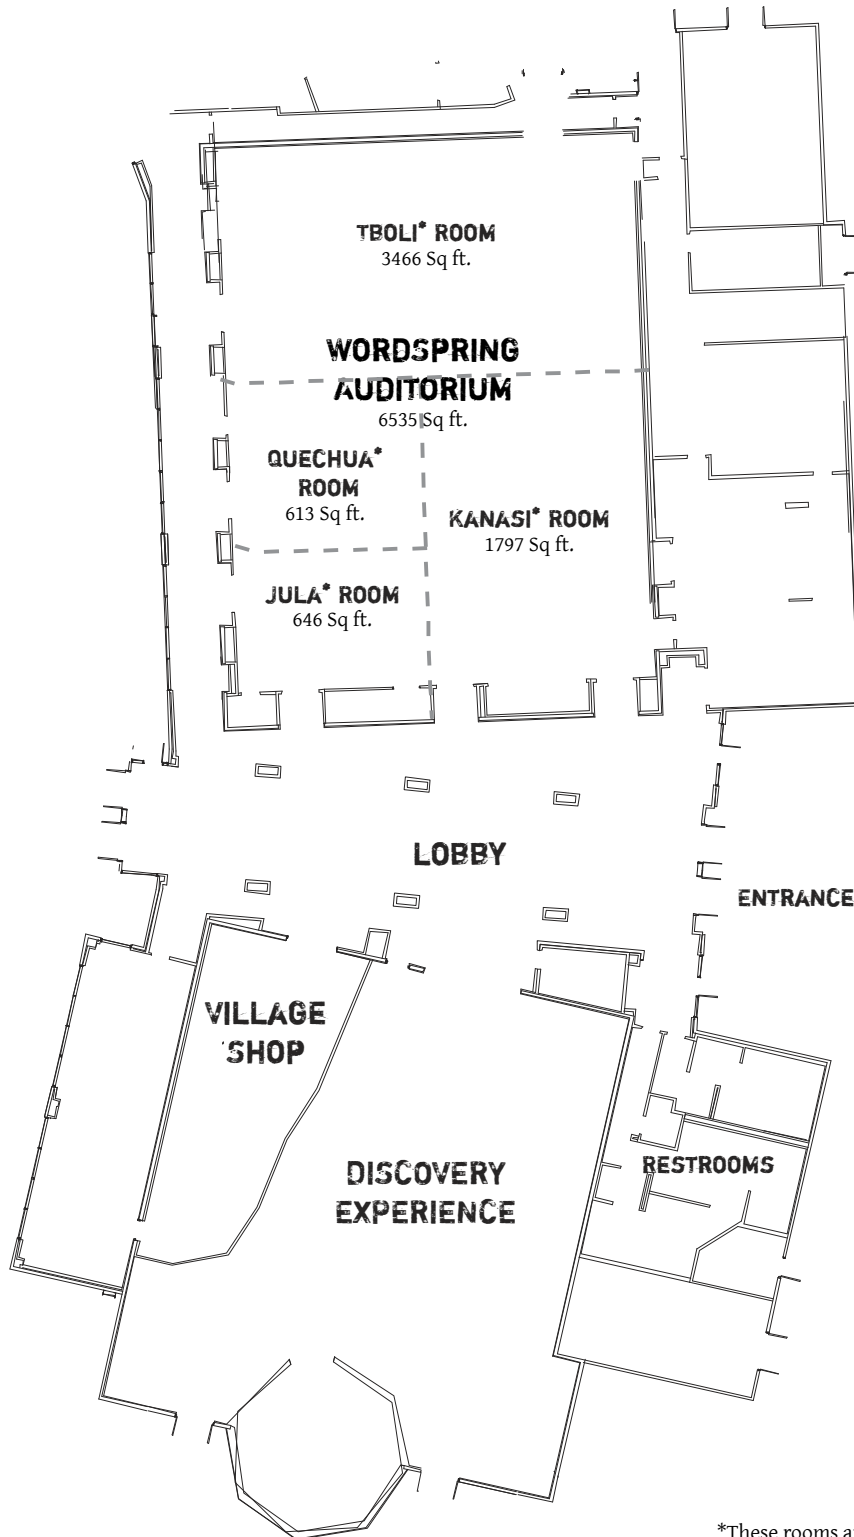 TBOLI* ROOM
3466 Sq ft.
WORDSPRING
AUDITORIUM
6535 Sq ft.
QUECHUA*
ROOM
613 Sq ft.
KANASI* ROOM
1797 Sq ft.
JULA* ROOM
646 Sq ft.
LOBBY
ENTRANCE
VILLAGE
SHOP
DISCOVERY
EXPERIENCE
RESTROOMS
*These rooms a